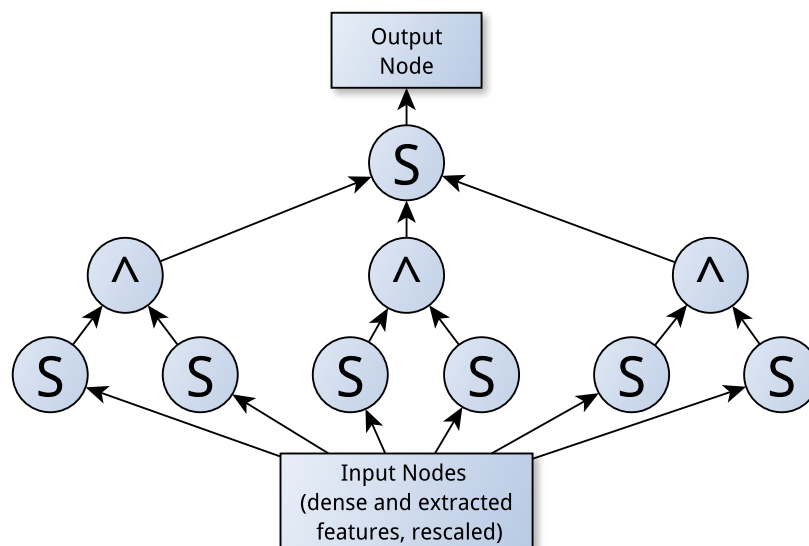 Output
Node
S
^ ^ ^
S S S S S S
Input Nodes
(dense and extracted
features, rescaled)